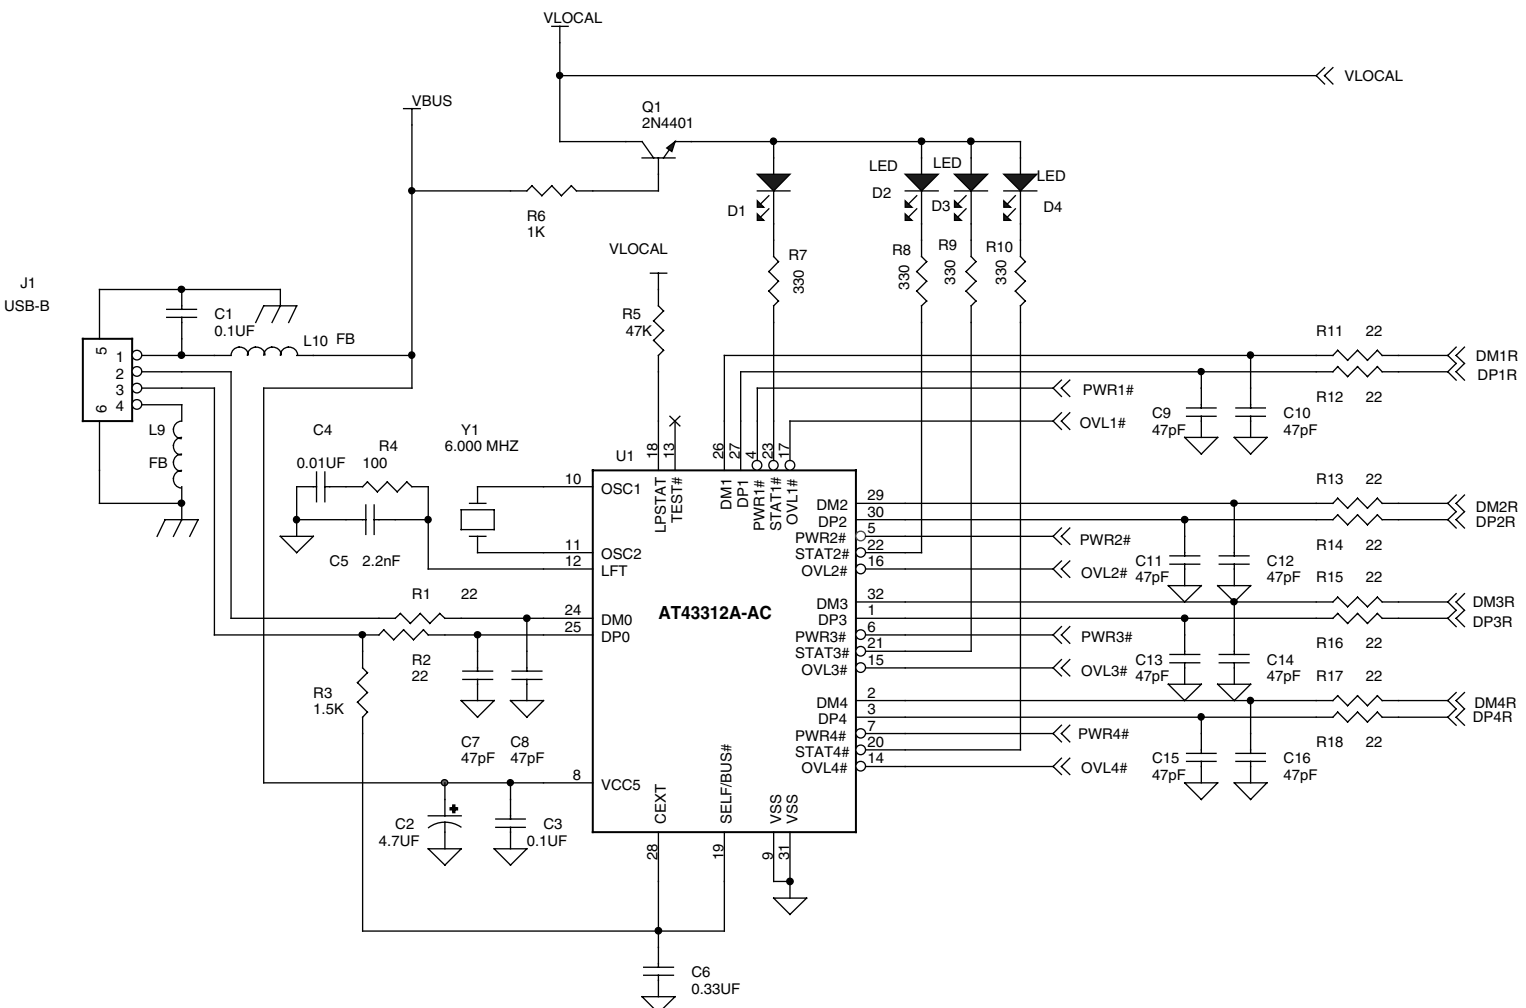 VLOCAL
VLOCAL
VBUS
Q1
2N4401
LED
LED
LED
D1
D2
D3
D4
R6
1K
VLOCAL
R7
330
R8
330
R9
330
R10
330
J1
USB-B
C1
0.1UF
L10 FB
R5
47K
5
1
2
3
4
6
L9
FB
R11 22
DM1R
DP1R
R12 22
PWR1#
OVL1#
C9
47pF
C10
47pF
C4
0.01UF
R4
100
Y1
6.000 MHZ
U1
18
13
26
27
4
23
17
LPSTAT
TEST#
DM1
DP1
PWR1#
STAT1#
OVL1#
10
OSC1
11
OSC2
12
LFT
C5 2.2nF
R1 22
24
DM0
25
DP0
R2
22
R3
1.5K
C7
47pF
C8
47pF
8
VCC5
C2
4.7UF
C3
0.1UF
AT43312A-AC
DM2
29
DP2
30
PWR2#
5
STAT2#
22
OVL2#
16
DM3
32
DP3
1
PWR3#
6
STAT3#
21
OVL3#
15
DM4
2
DP4
3
PWR4#
7
STAT4#
20
OVL4#
14
R13 22
DM2R
DP2R
R14 22
PWR2#
OVL2#
C11
47pF
C12
47pF
R15 22
DM3R
DP3R
R16 22
PWR3#
OVL3#
C13
47pF
C14
47pF
R17 22
DM4R
DP4R
R18 22
PWR4#
OVL4#
C15
47pF
C16
47pF
CEXT
SELF/BUS#
VSS
VSS
28
19
9
31
C6
0.33UF